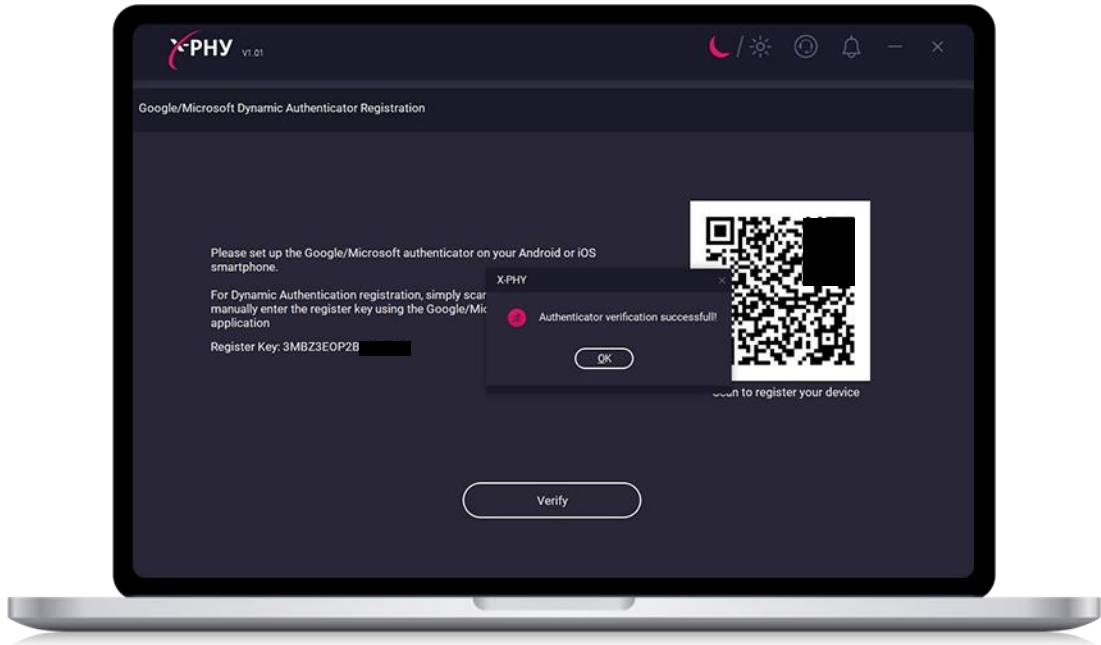 X-PHY V1.01
Google/Microsoft Dynamic Authenticator Registration
Please set up the Google/Microsoft authenticator on your Android or iOS
smartphone.
For Dynamic Authentication registration, simply scan
manually enter the register key using the Google/Mic
application
Register Key: 3MBZ3EOP2B
X-PHY
Authenticator verification successfull!
OK
Scan to register your device
Verify